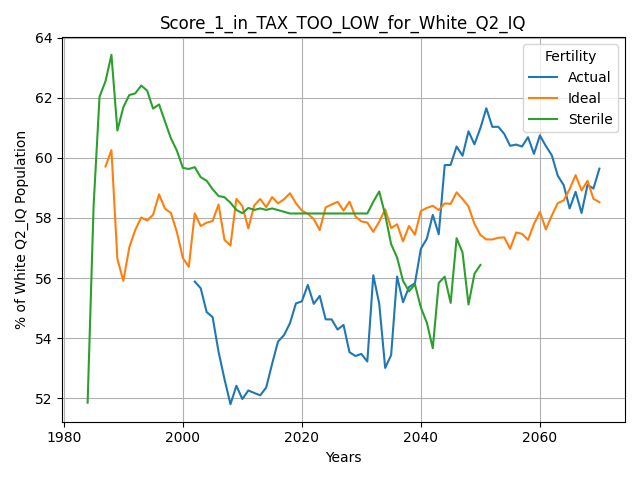 Score_1_in_TAX_TOO_LOW_for_White_Q2_IQ
% of White Q2_IQ Population
64
62
60
58
56
54
52
Fertility
Actual
Ideal
Sterile
1980 2000 2020 2040 2060
Years